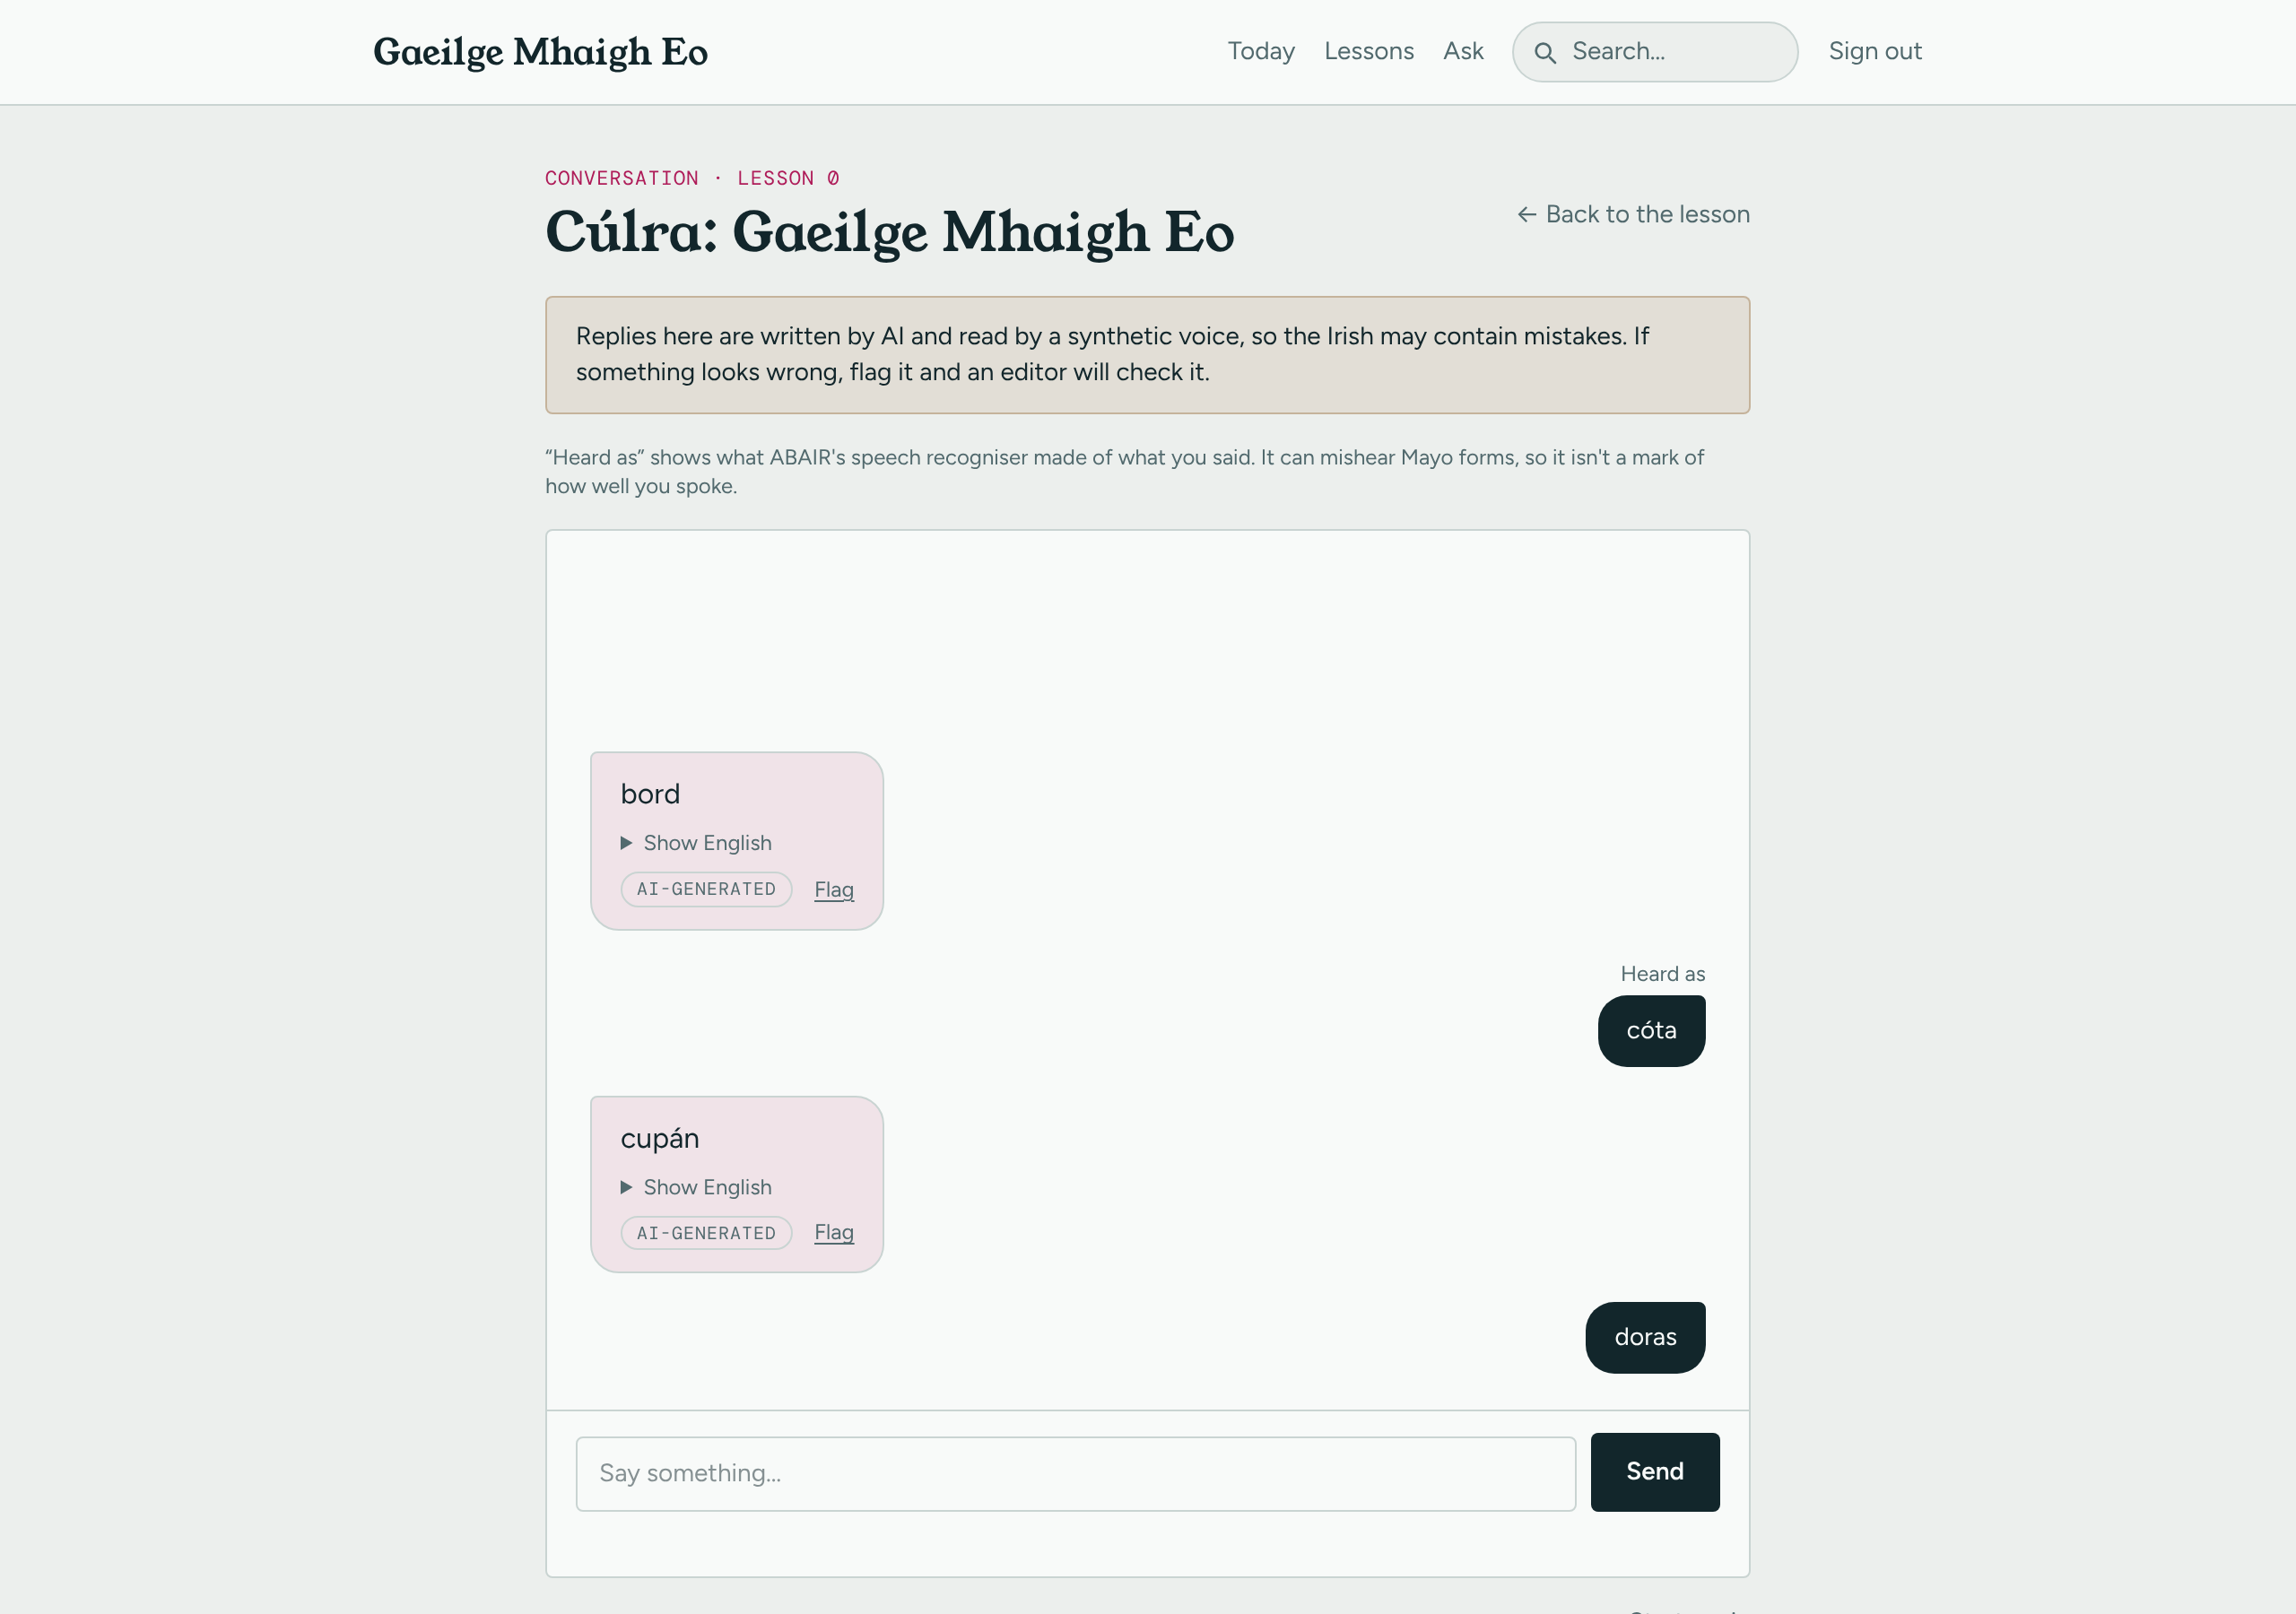 Gaeilge Mhaigh Eo
Today
Lessons
Ask
Search...
Sign out
CONVERSATION · LESSON 0
Cúlra: Gaeilge Mhaigh Eo
← Back to the lesson
Replies here are written by AI and read by a synthetic voice, so the Irish may contain mistakes. If
something looks wrong, flag it and an editor will check it.
“Heard as” shows what ABAIR's speech recogniser made of what you said. It can mishear Mayo forms, so it isn't a mark of
how well you spoke.
bord
▶ Show English
AI-GENERATED
Flag
Heard as
cóta
cupán
▶ Show English
AI-GENERATED
Flag
doras
Say something...
Send